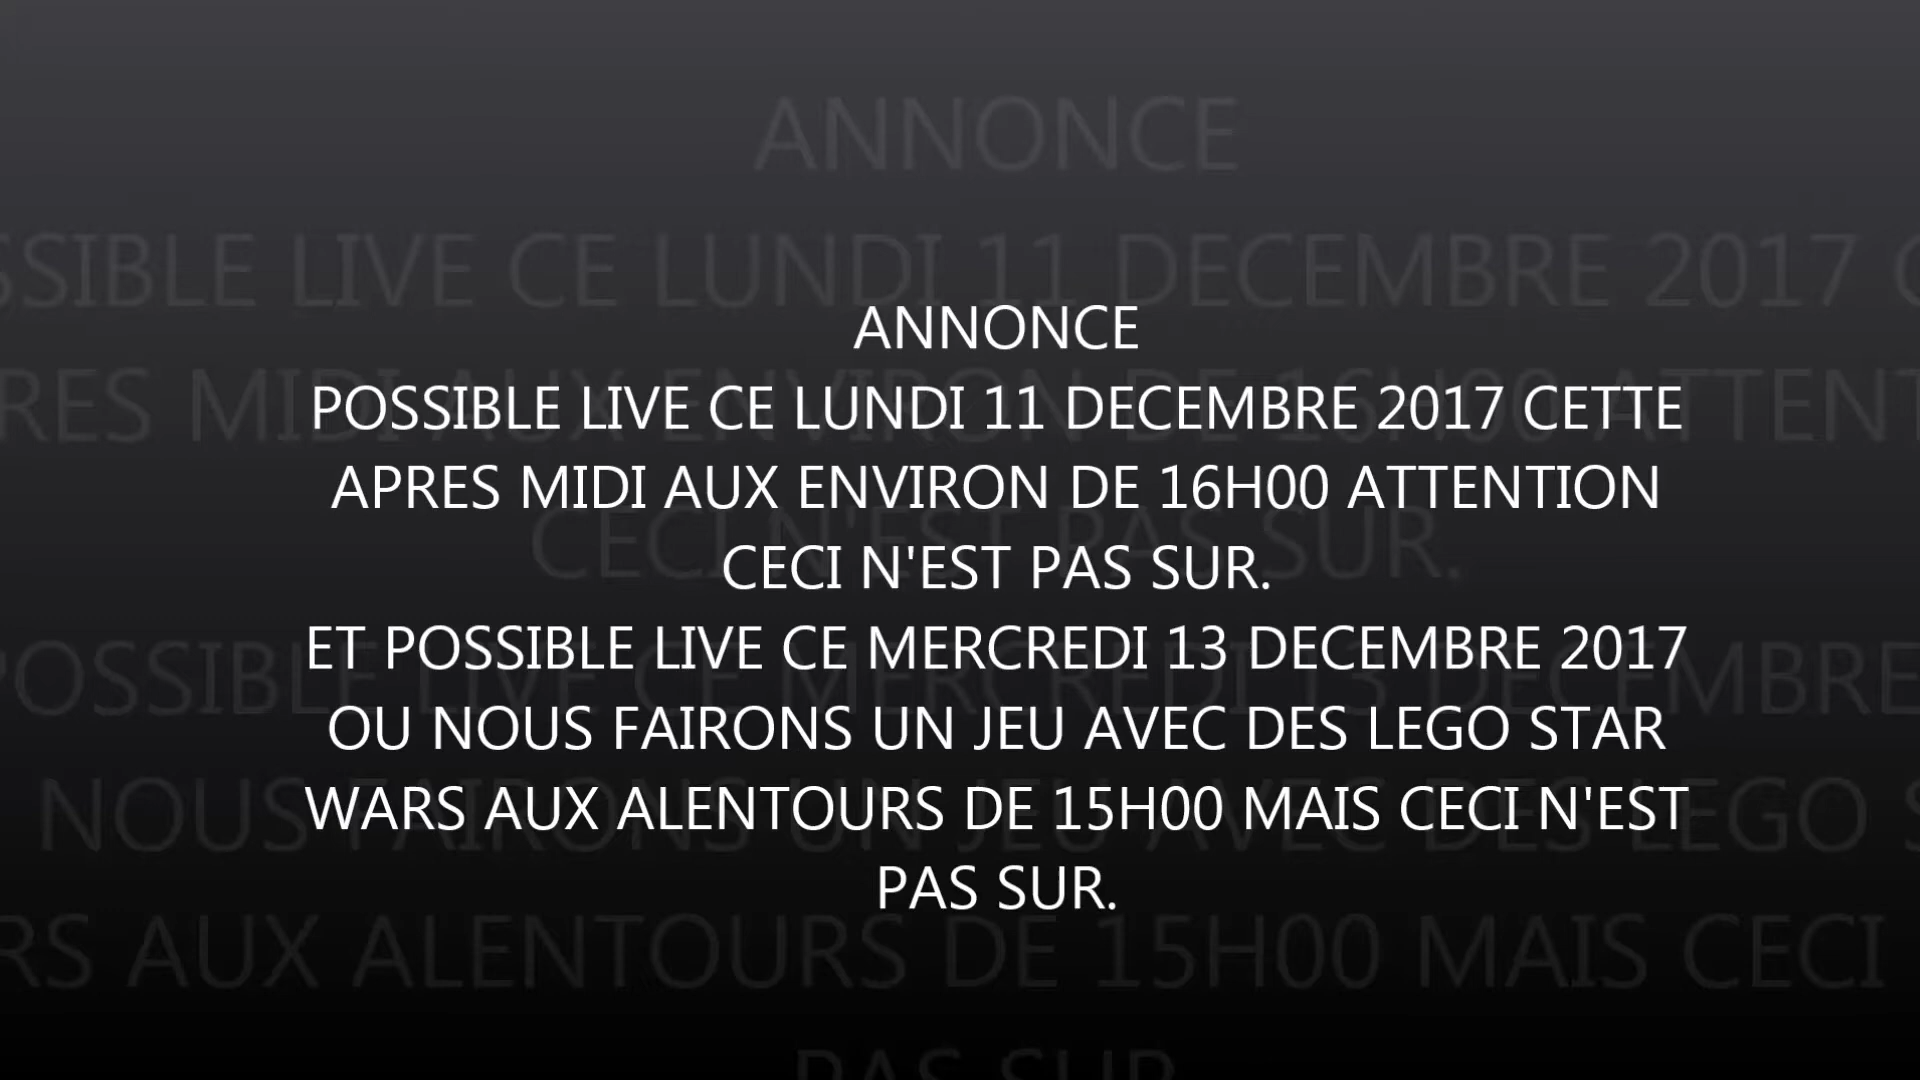 ANNONCE
POSSIBLE LIVE CE LUNDI 11 DECEMBRE 2017 CETTE
APRES MIDI AUX ENVIRON DE 16H00 ATTENTION
CECI N'EST PAS SUR.
ET POSSIBLE LIVE CE MERCREDI 13 DECEMBRE 2017
OU NOUS FAIRONS UN JEU AVEC DES LEGO STAR
WARS AUX ALENTOURS DE 15H00 MAIS CECI N'EST
PAS SUR.